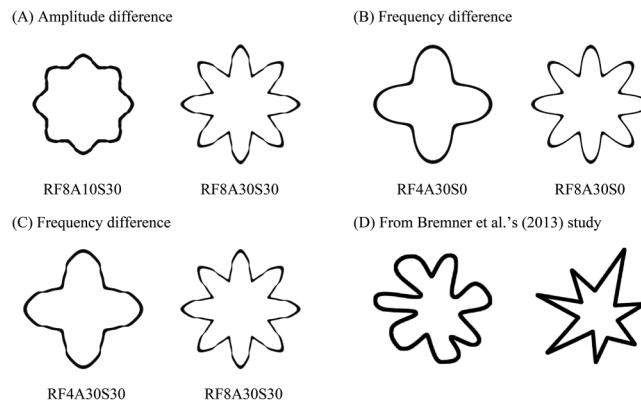 (A) Amplitude difference
(B) Frequency difference
RF8A10S30
RF8A30S30
RF4A30S0
RF8A30S0
(C) Frequency difference
(D) From Bremner et al.'s (2013) study
RF4A30S30
RF8A30S30